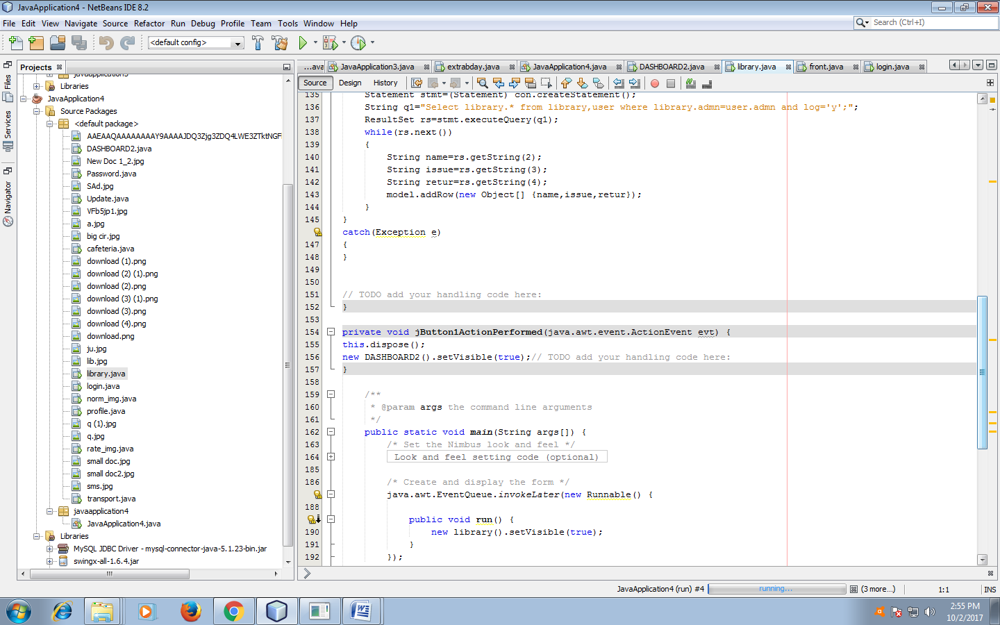 JavaApplication4 - NetBeans IDE 8.2
File Edit View Navigate Source Refactor Run Debug Profile Team Tools Window Help
Search (Ctrl+I)
<default config>
Files
Services
Navigator
Projects
javaapplication3
Libraries
JavaApplication4
Source Packages
<default package>
AAEAAQAAAAAAAAY9AAAAJDQ3Zjg3ZDQ4LWE3ZTktNGF
DASHBOARD2.java
New Doc 1_2.jpg
Password.java
SAd.jpg
Update.java
VFb5jp1.jpg
a.jpg
big cir.jpg
cafeteria.java
download (1).png
download (2) (1).png
download (2).png
download (3) (1).png
download (3).png
download (4).png
download.png
ju.jpg
lib.jpg
library.java
login.java
norm_img.java
profile.java
q (1).jpg
q.jpg
rate_img.java
small doc.jpg
small doc2.jpg
sms.jpg
transport.java
javaapplication4
JavaApplication4.java
Libraries
MySQL JDBC Driver - mysql-connector-java-5.1.23-bin.jar
swingx-all-1.6.4.jar
...ava JavaApplication3.java extrabday.java JavaApplication4.java DASHBOARD2.java library.java front.java login.java
Source Design History
135 Statement stmt=(Statement) con.createStatement();
136 String q1="Select library.* from library,user where library.admn=user.admn and log='y';";
137 ResultSet rs=stmt.executeQuery(q1);
138 while(rs.next())
139 {
140 String name=rs.getString(2);
141 String issue=rs.getString(3);
142 String retur=rs.getString(4);
143 model.addRow(new Object[] {name,issue,retur});
144 }
145 }
catch(Exception e)
147 {
148 }
149
150
151 // TODO add your handling code here:
152 }
153
154 private void jButton1ActionPerformed(java.awt.event.ActionEvent evt) {
155 this.dispose();
156 new DASHBOARD2().setVisible(true);// TODO add your handling code here:
157 }
158
159 /**
160 * @param args the command line arguments
161 */
162 public static void main(String args[]) {
163 /* Set the Nimbus look and feel */
164 Look and feel setting code (optional)
185
186 /* Create and display the form */
java.awt.EventQueue.invokeLater(new Runnable() {
188
public void run() {
190 new library().setVisible(true);
191 }
192 });
JavaApplication4 (run) #4 running... (3 more...) 1:1 INS
2:55 PM
10/2/2017